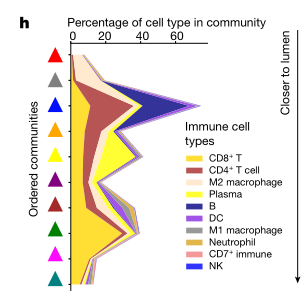 h
Percentage of cell type in community
0 20 40 60
Ordered communities
Closer to lumen
Immune cell
types
CD8⁺ T
CD4⁺ T cell
M2 macrophage
Plasma
B
DC
M1 macrophage
Neutrophil
CD7⁺ immune
NK